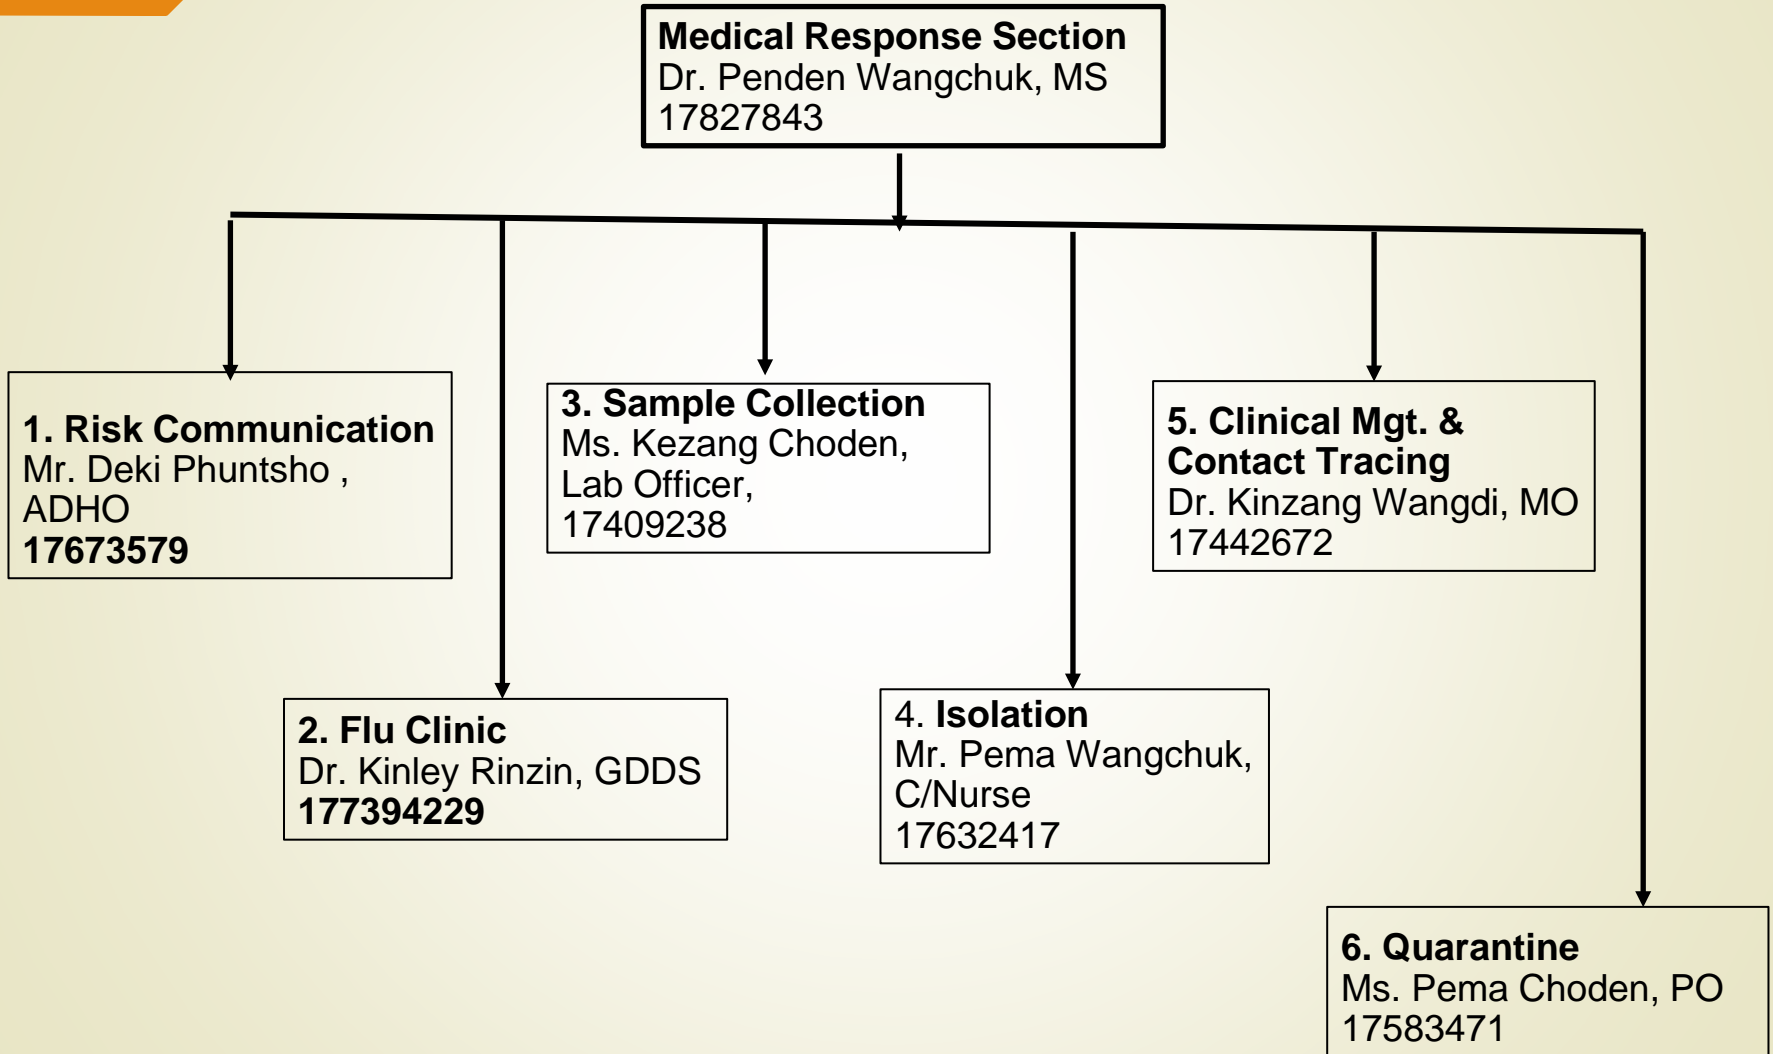 Medical Response Section
Dr. Penden Wangchuk, MS
17827843
1. Risk Communication
Mr. Deki Phuntsho ,
ADHO
17673579
2. Flu Clinic
Dr. Kinley Rinzin, GDDS
177394229
3. Sample Collection
Ms. Kezang Choden,
Lab Officer,
17409238
4. Isolation
Mr. Pema Wangchuk,
C/Nurse
17632417
5. Clinical Mgt. &
Contact Tracing
Dr. Kinzang Wangdi, MO
17442672
6. Quarantine
Ms. Pema Choden, PO
17583471